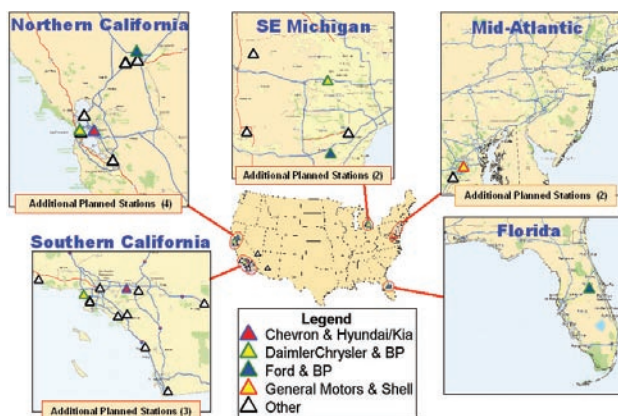 Northern California
SE Michigan
Mid-Atlantic
Additional Planned Stations (4)
Additional Planned Stations (2)
Additional Planned Stations (2)
Southern California
Florida
Additional Planned Stations (3)
Legend
Chevron & Hyundai/Kia
DaimlerChrysler & BP
Ford & BP
General Motors & Shell
Other